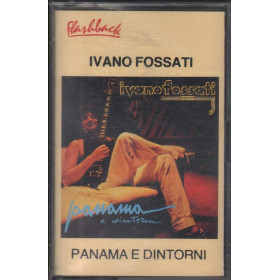 Flashback
IVANO FOSSATI
ivano fossati
panama
e dintorni
PANAMA E DINTORNI